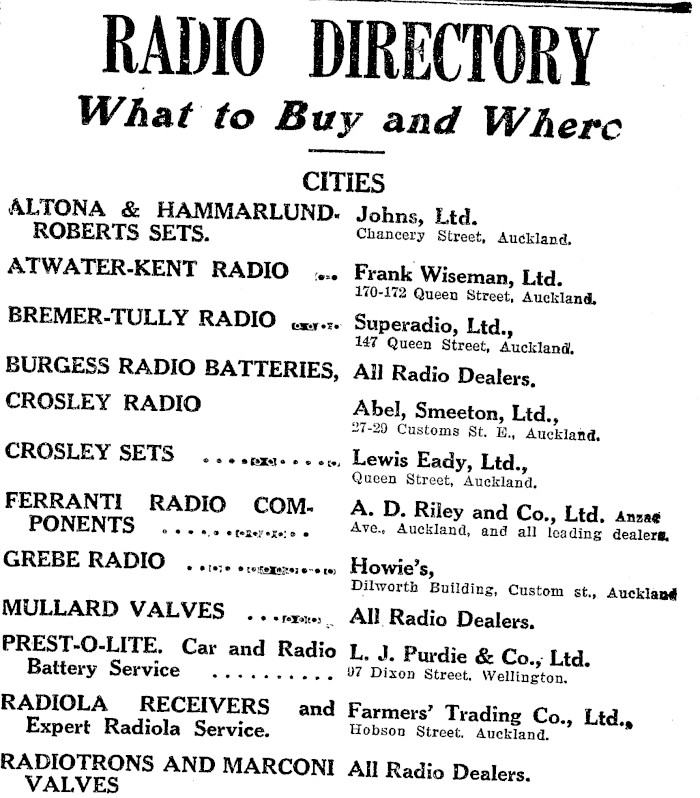 RADIO DIRECTORY
What to Buy and Where
CITIES
ALTONA & HAMMARLUND- Johns, Ltd.
ROBERTS SETS. Chancery Street, Auckland.
ATWATER-KENT RADIO Frank Wiseman, Ltd.
170-172 Queen Street, Auckland.
BREMER-TULLY RADIO Superadio, Ltd.,
147 Queen Street, Auckland.
BURGESS RADIO BATTERIES, All Radio Dealers.
CROSLEY RADIO Abel, Smeeton, Ltd.,
27-29 Customs St. E., Auckland.
CROSLEY SETS Lewis Eady, Ltd.,
Queen Street, Auckland.
FERRANTI RADIO COM- A. D. Riley and Co., Ltd. Anzac
PONENTS Ave., Auckland, and all leading dealers.
GREBE RADIO Howie's,
Dilworth Building, Custom st., Auckland
MULLARD VALVES All Radio Dealers.
PREST-O-LITE. Car and Radio L. J. Purdie & Co., Ltd.
Battery Service .......... 97 Dixon Street. Wellington.
RADIOLA RECEIVERS and Farmers' Trading Co., Ltd.,
Expert Radiola Service. Hobson Street. Auckland.
RADIOTRONS AND MARCONI All Radio Dealers.
VALVES